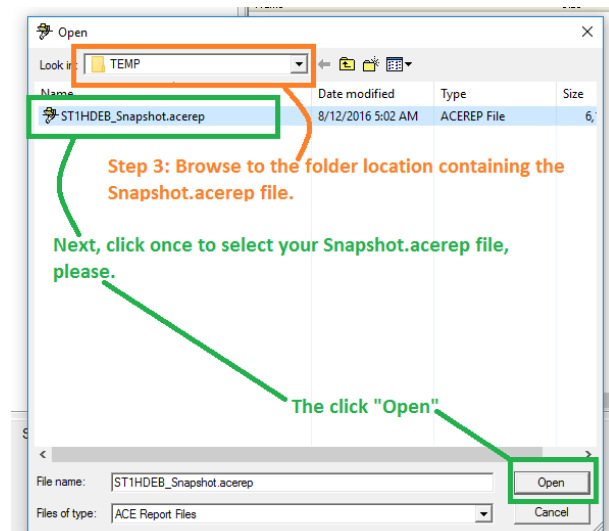 Open
Look in:
TEMP
Name Date modified Type Size
ST1HDEB_Snapshot.acerep 8/12/2016 5:02 AM ACEREP File 6,
Step 3: Browse to the folder location containing the
Snapshot.acerep file.
Next, click once to select your Snapshot.acerep file,
please.
The click "Open"
File name: ST1HDEB_Snapshot.acerep Open
Files of type: ACE Report Files Cancel